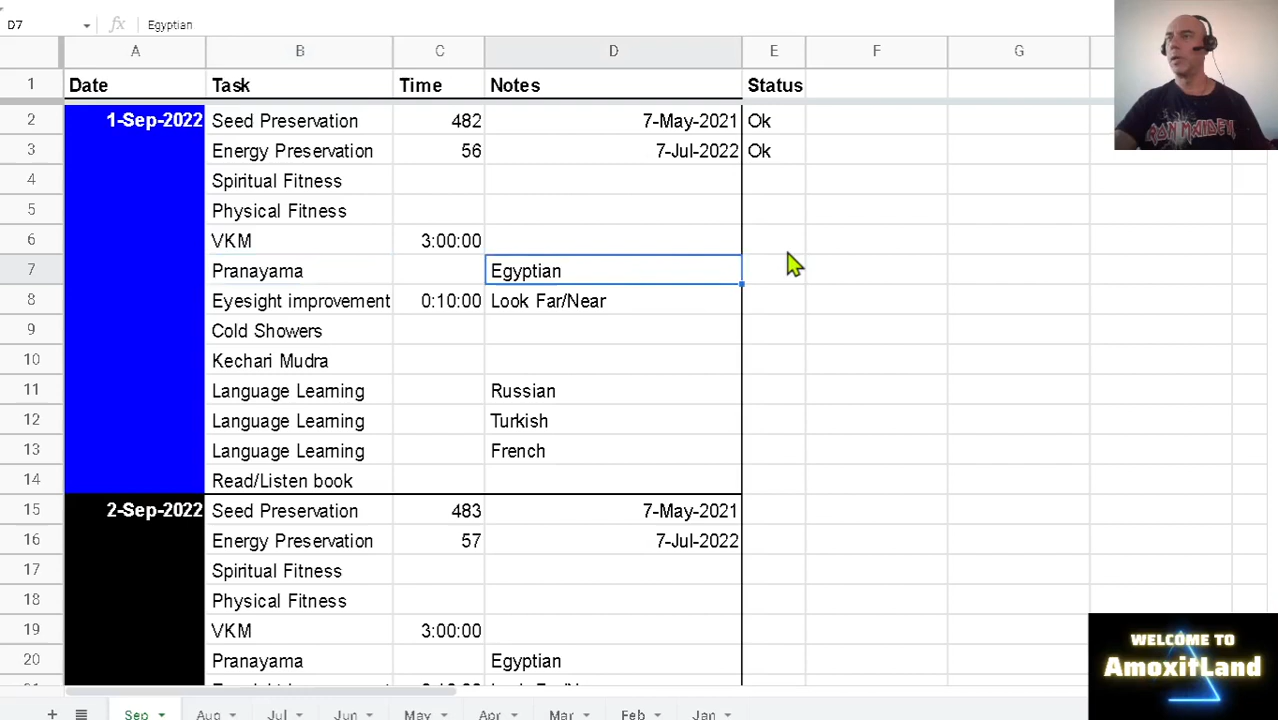 D7 fx Egyptian
A B C D E F G
1 Date Task Time Notes Status
2 1-Sep-2022 Seed Preservation 482 7-May-2021 Ok
3 Energy Preservation 56 7-Jul-2022 Ok
4 Spiritual Fitness
5 Physical Fitness
6 VKM 3:00:00
7 Pranayama Egyptian
8 Eyesight improvement 0:10:00 Look Far/Near
9 Cold Showers
10 Kechari Mudra
11 Language Learning Russian
12 Language Learning Turkish
13 Language Learning French
14 Read/Listen book
15 2-Sep-2022 Seed Preservation 483 7-May-2021
16 Energy Preservation 57 7-Jul-2022
17 Spiritual Fitness
18 Physical Fitness
19 VKM 3:00:00
20 Pranayama Egyptian
Sep Aug Jul Jun May Apr Mar Feb Jan
IRON MAIDEN
WELCOME TO
AmoxitLand